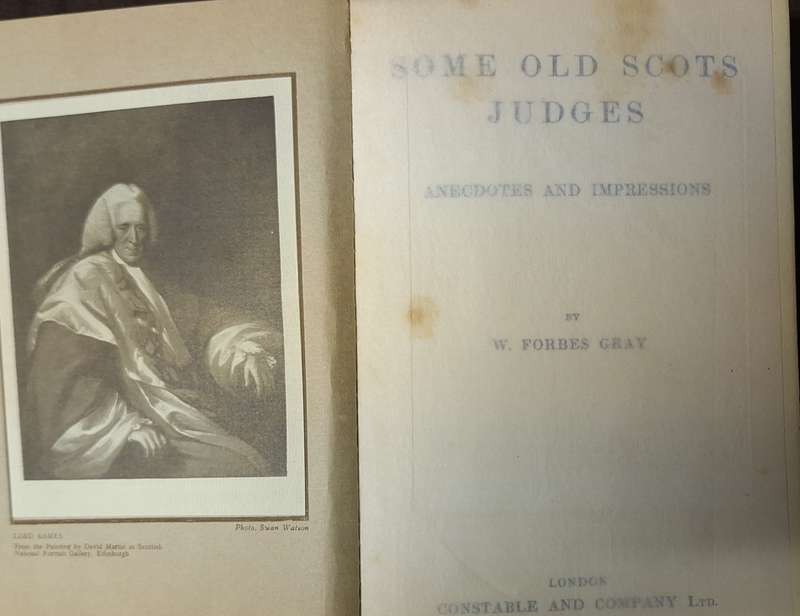 Photo, Swan Watson
LORD KAMES
From the Painting by David Martin in Scottish
National Portrait Gallery, Edinburgh
SOME OLD SCOTS
JUDGES
ANECDOTES AND IMPRESSIONS
BY
W. FORBES GRAY
LONDON
CONSTABLE AND COMPANY LTD.